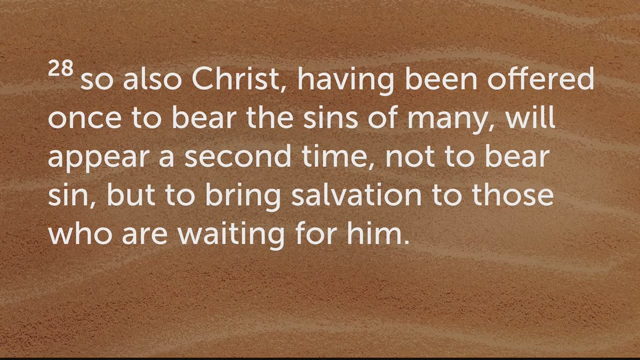 28 so also Christ, having been offered
once to bear the sins of many, will
appear a second time, not to bear
sin, but to bring salvation to those
who are waiting for him.